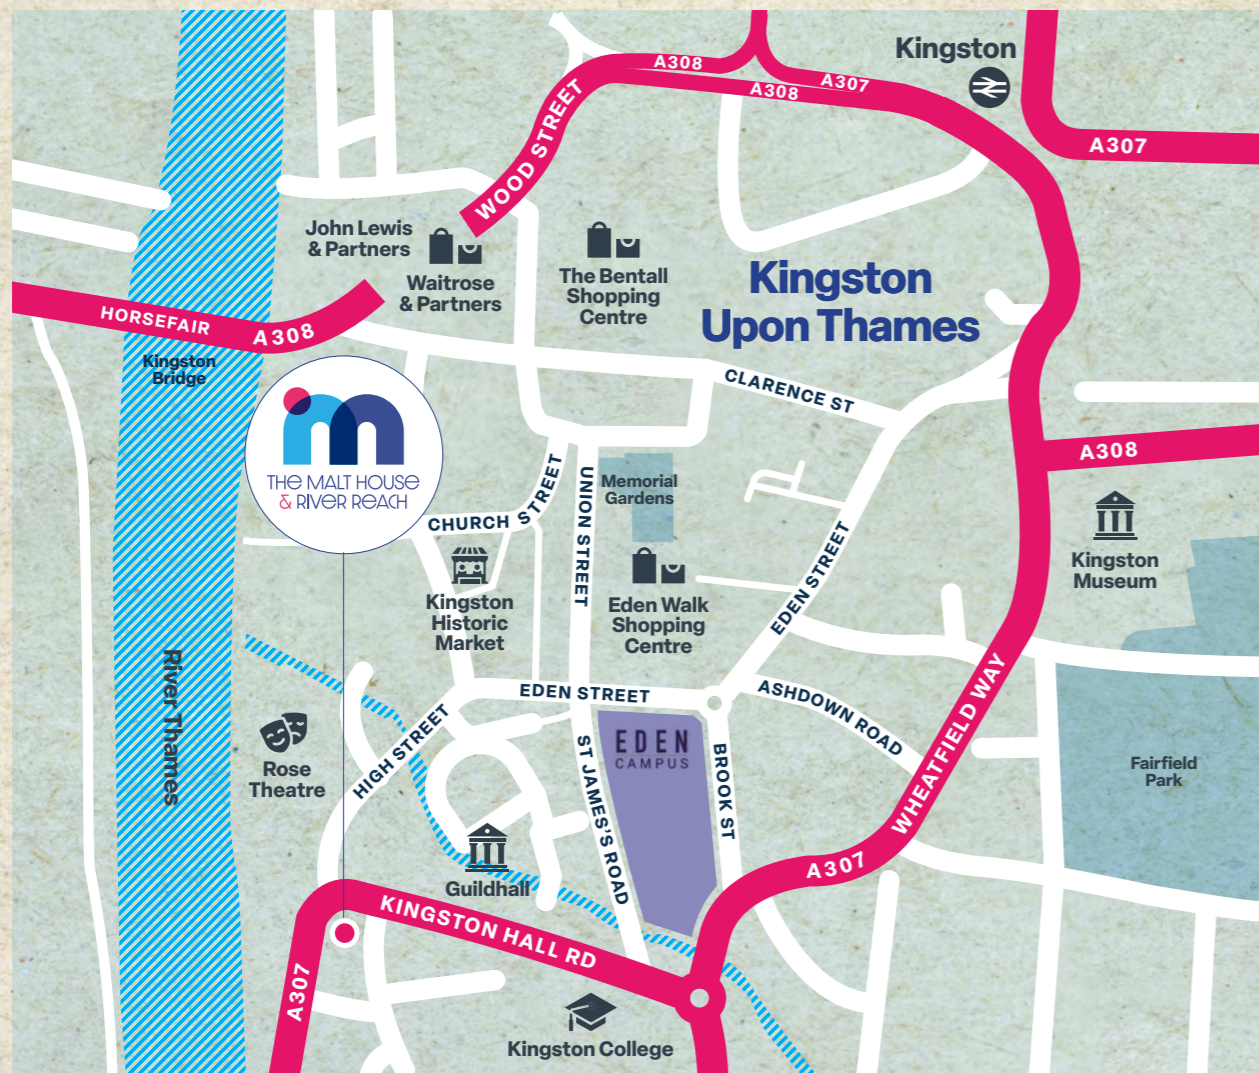 Kingston
A308
A307
A308
A307
WOOD STREET
John Lewis
& Partners
Waitrose
& Partners
The Bentall
Shopping
Centre
Kingston
Upon Thames
HORSEFAIR
A308
Kingston
Bridge
CLARENCE ST
THE MALT HOUSE
& RIVER REACH
A308
CHURCH STREET
UNION STREET
Memorial
Gardens
EDEN STREET
Kingston
Museum
Kingston
Historic
Market
Eden Walk
Shopping
Centre
River Thames
EDEN STREET
ASHDOWN ROAD
WHEATFIELD WAY
HIGH STREET
Rose
Theatre
EDEN
CAMPUS
BROOK ST
ST JAMES'S ROAD
Fairfield
Park
A307
Guildhall
KINGSTON HALL RD
A307
Kingston College